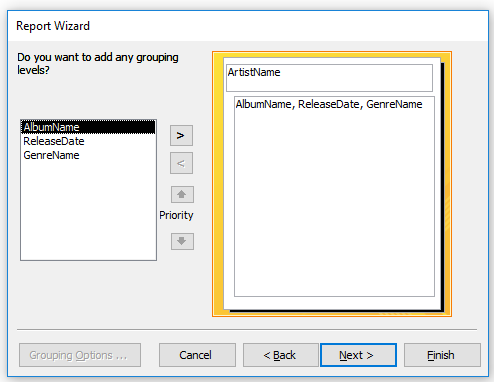 Report Wizard
Do you want to add any grouping
levels?
AlbumName
ReleaseDate
GenreName
>
<
Priority
ArtistName
AlbumName, ReleaseDate, GenreName
Grouping Options ...
Cancel
< Back
Next >
Finish